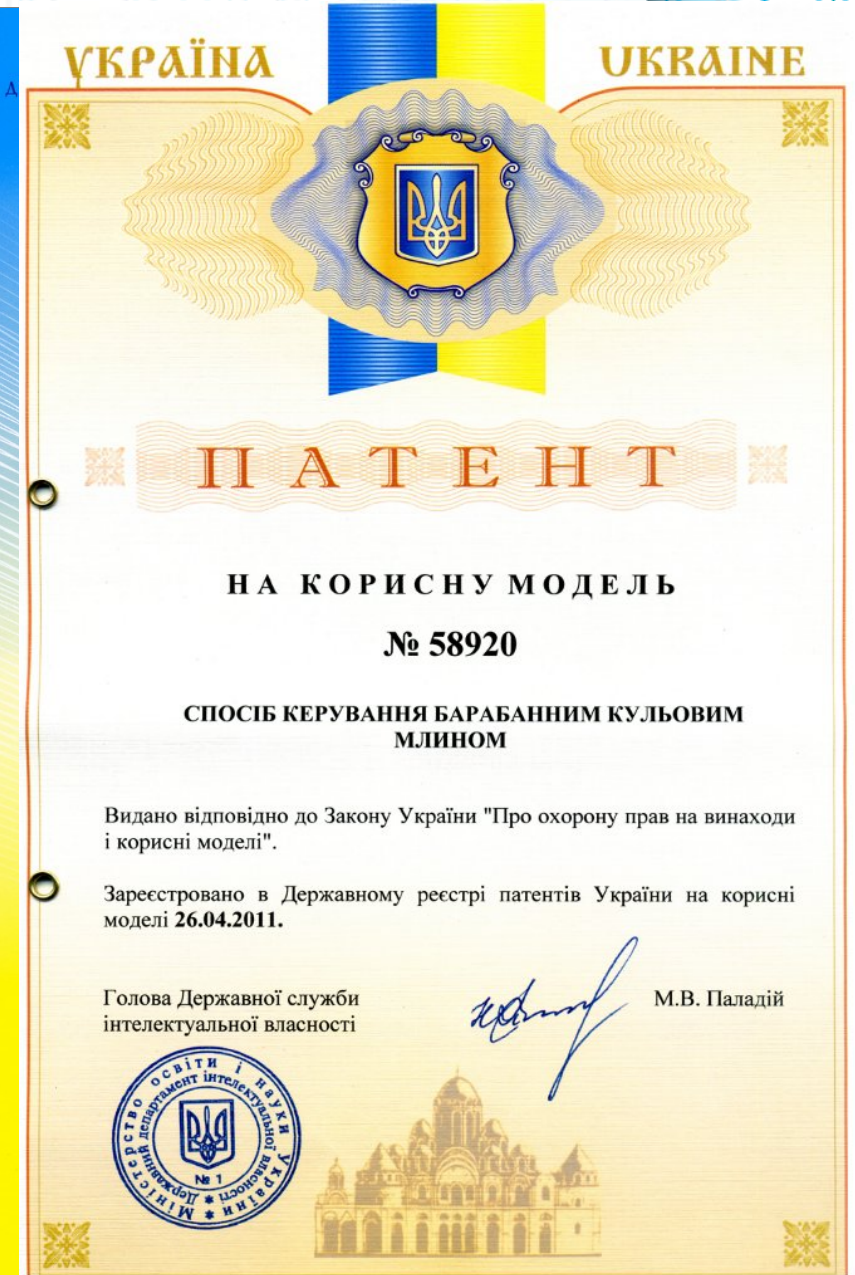 УКРАЇНА
UKRAINE
Д
ПАТЕНТ
НА КОРИСНУ МОДЕЛЬ
№ 58920
СПОСІБ КЕРУВАННЯ БАРАБАННИМ КУЛЬОВИМ
МЛИНОМ
Видано відповідно до Закону України "Про охорону прав на винаходи
і корисні моделі".
Зареєстровано в Державному реєстрі патентів України на корисні
моделі 26.04.2011.
Голова Державної служби
інтелектуальної власності
М.В. Паладій
Міністерство освіти і науки України
Державний департамент інтелектуальної власності
№ 1